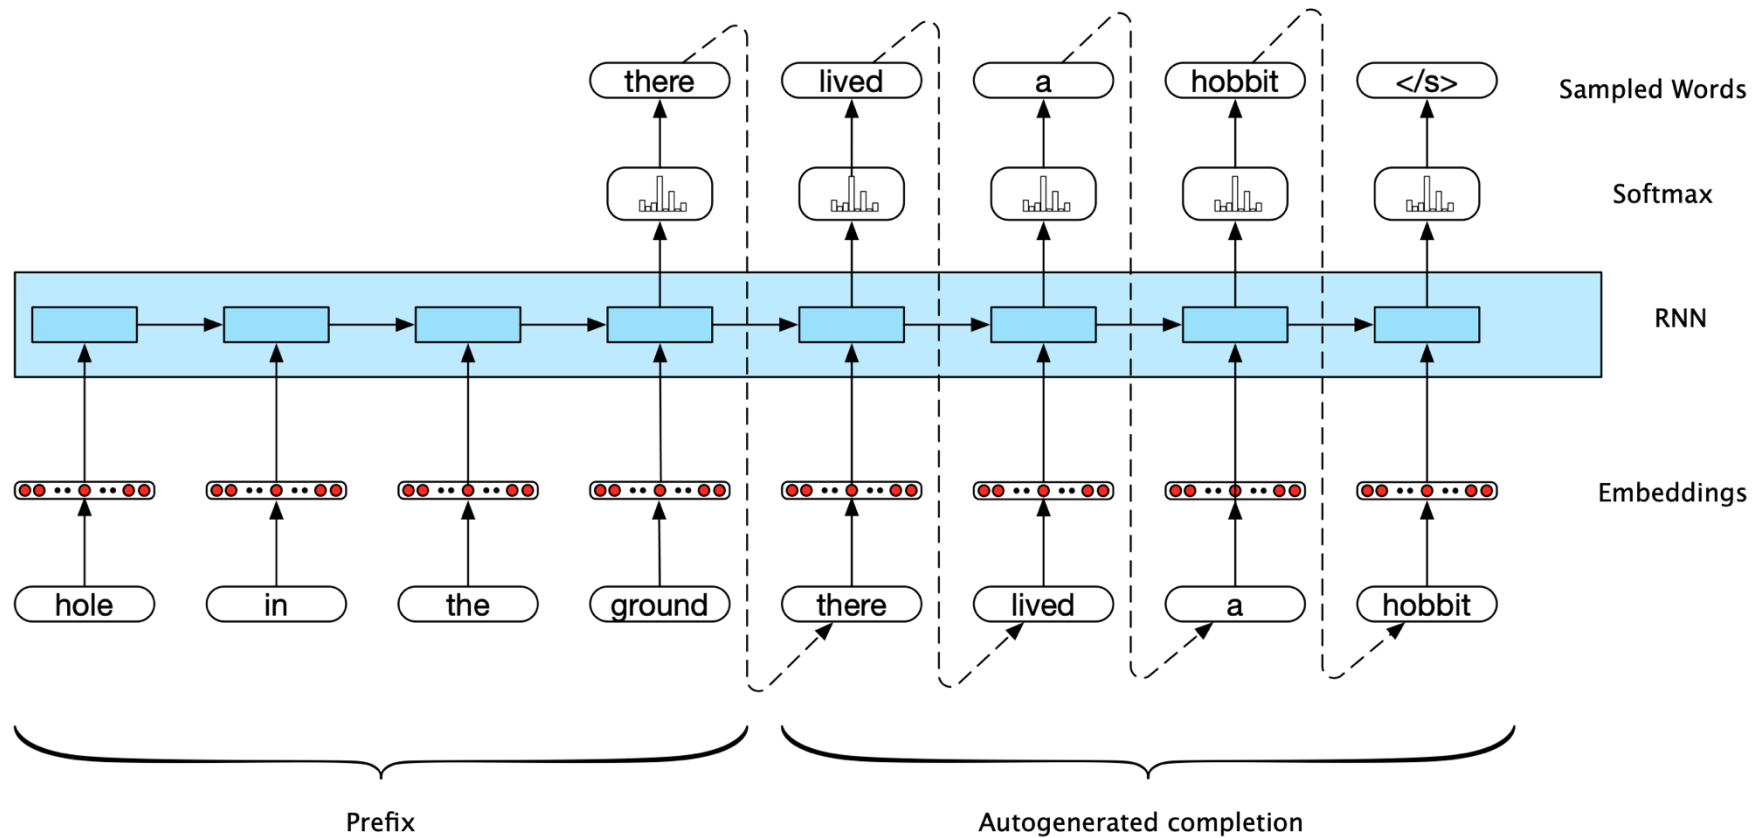 there lived a hobbit </s> Sampled Words
Softmax
RNN
Embeddings
hole in the ground there lived a hobbit
Prefix Autogenerated completion